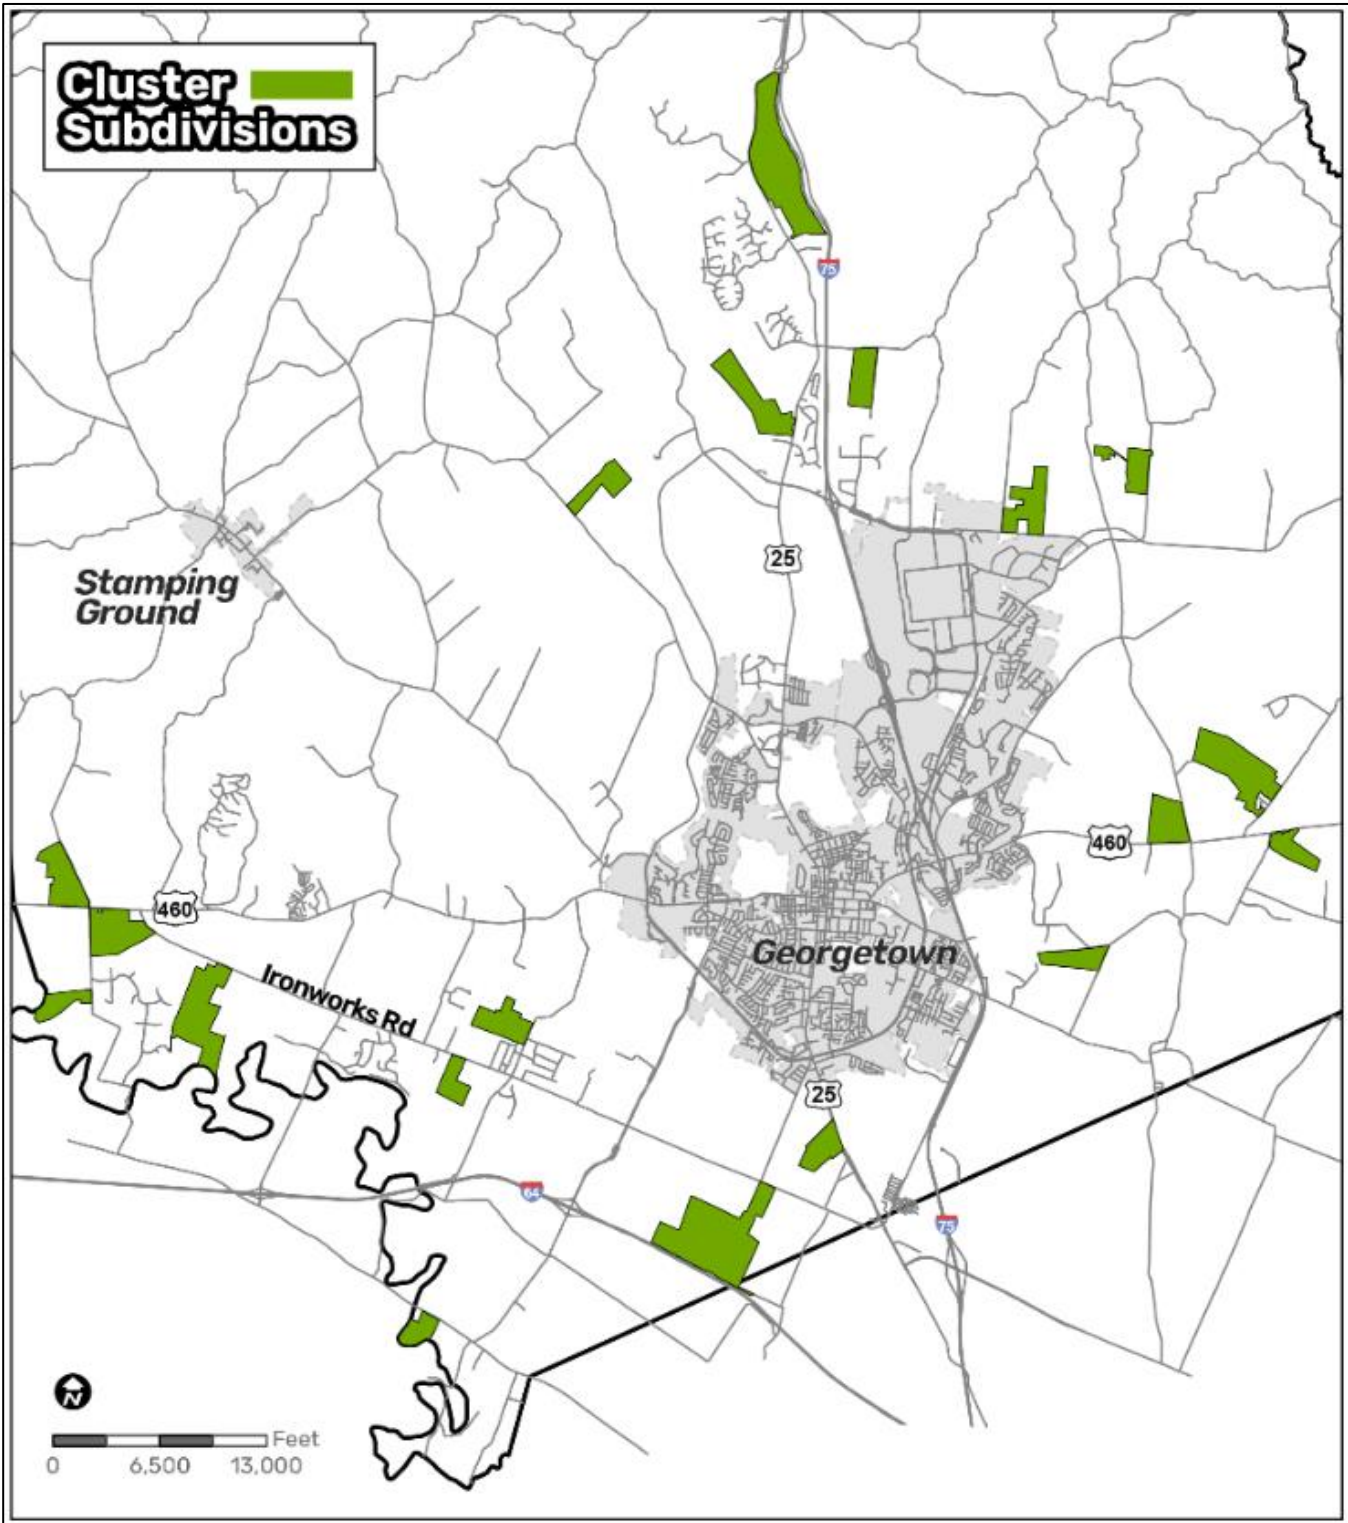 Cluster
Subdivisions
75
25
Stamping
Ground
460
460
Georgetown
Ironworks Rd
25
64
75
N
Feet
0 6,500 13,000